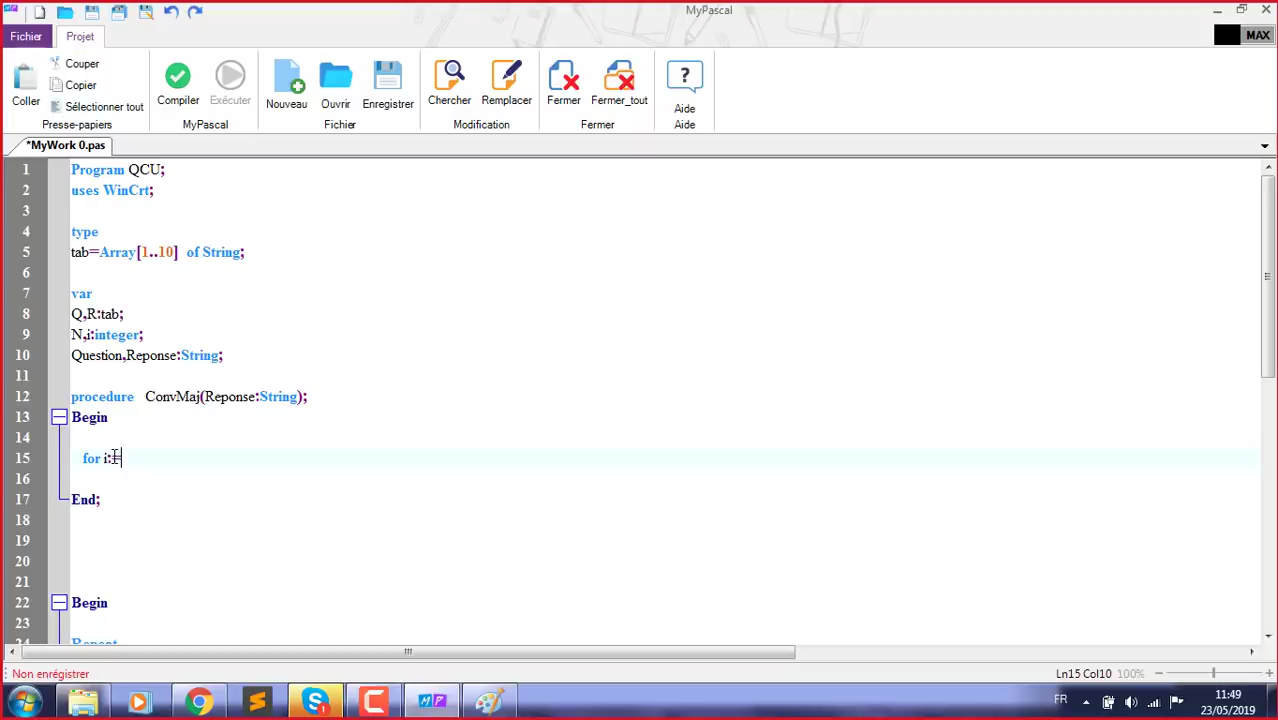 MyPascal
Fichier
Projet
MAX
Coller
Couper
Copier
Sélectionner tout
Presse-papiers
Compiler
Exécuter
MyPascal
Nouveau
Ouvrir
Enregistrer
Fichier
Chercher
Remplacer
Modification
Fermer
Fermer_tout
Fermer
?
Aide
Aide
*MyWork 0.pas
1 Program QCU;
2 uses WinCrt;
3
4 type
5 tab=Array[1..10] of String;
6
7 var
8 Q,R:tab;
9 N,i:integer;
10 Question,Reponse:String;
11
12 procedure ConvMaj(Reponse:String);
13 Begin
14
15 for i:=
16
17 End;
18
19
20
21
22 Begin
23
24 Repeat
Non enrégistrer
Ln15 Col10 100%
FR
11:49
23/05/2019